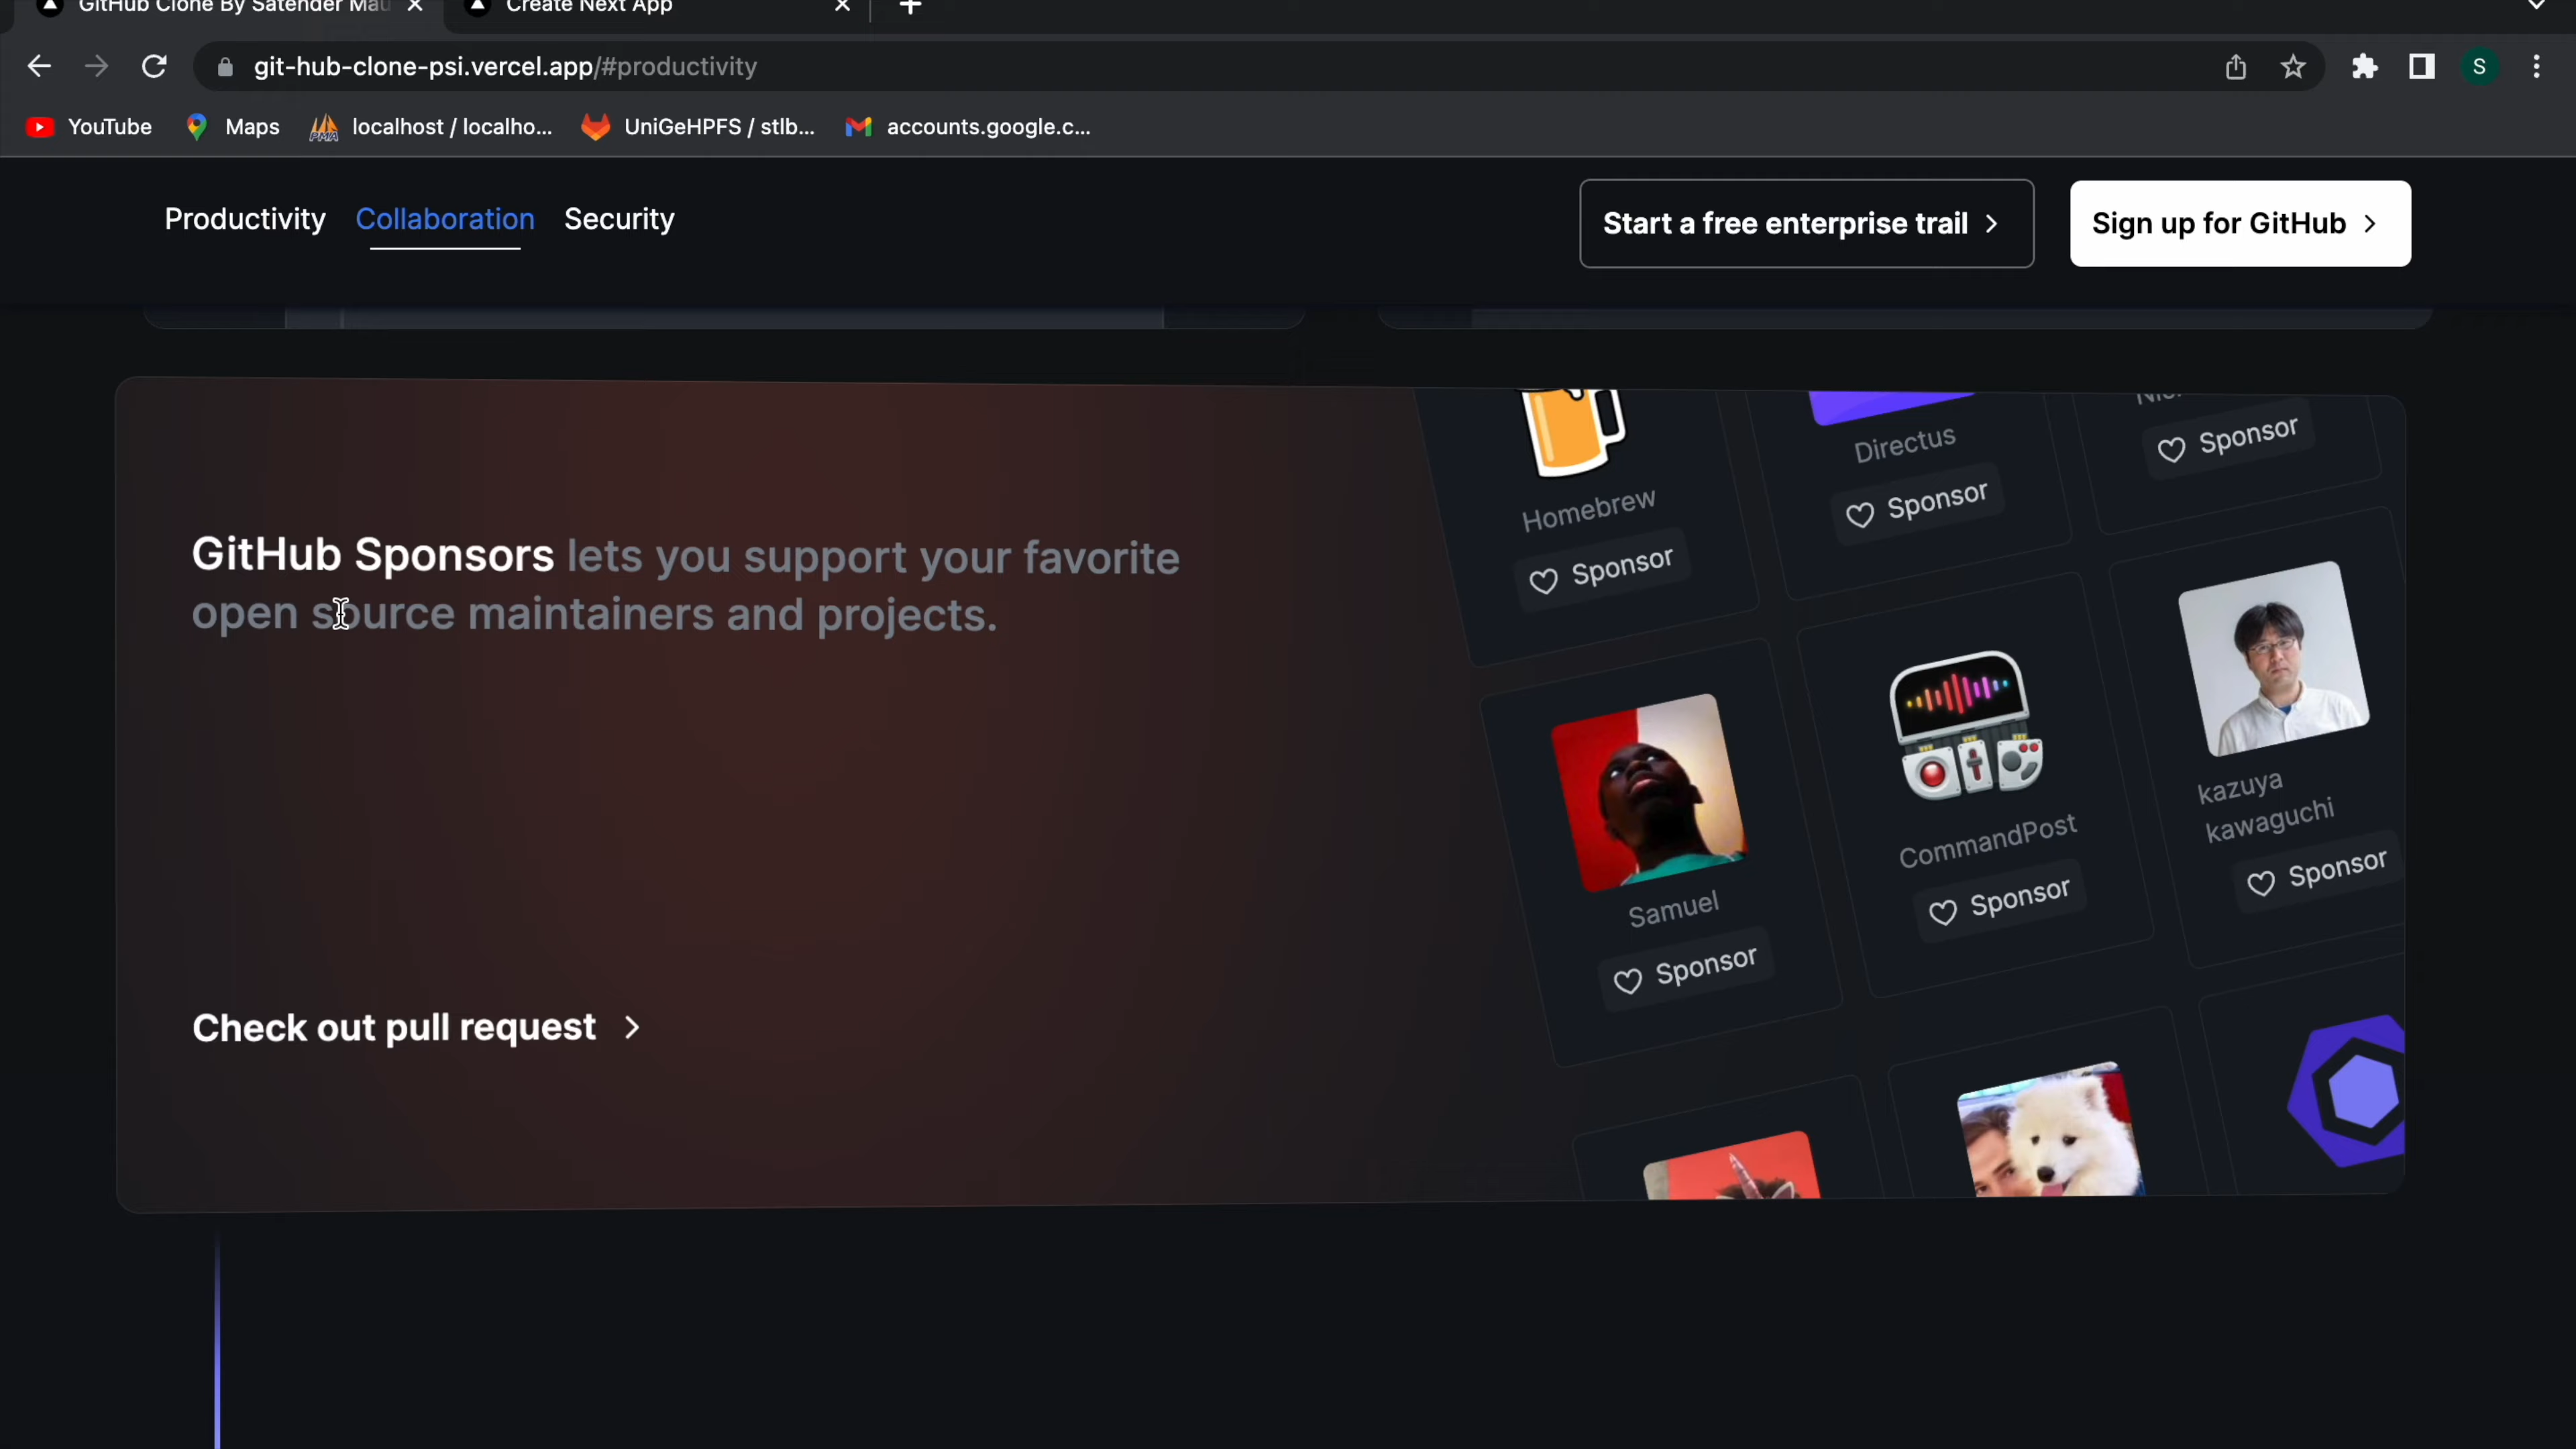 GitHub Clone By Satender Mau
Create Next App
git-hub-clone-psi.vercel.app/#productivity
S
YouTube
Maps
localhost / localho...
UniGeHPFS / stlb...
accounts.google.c...
Productivity
Collaboration
Security
Start a free enterprise trail
Sign up for GitHub
GitHub Sponsors lets you support your favorite
open source maintainers and projects.
Check out pull request
Homebrew
Sponsor
Directus
Sponsor
Sponsor
Samuel
Sponsor
CommandPost
Sponsor
kazuya
kawaguchi
Sponsor